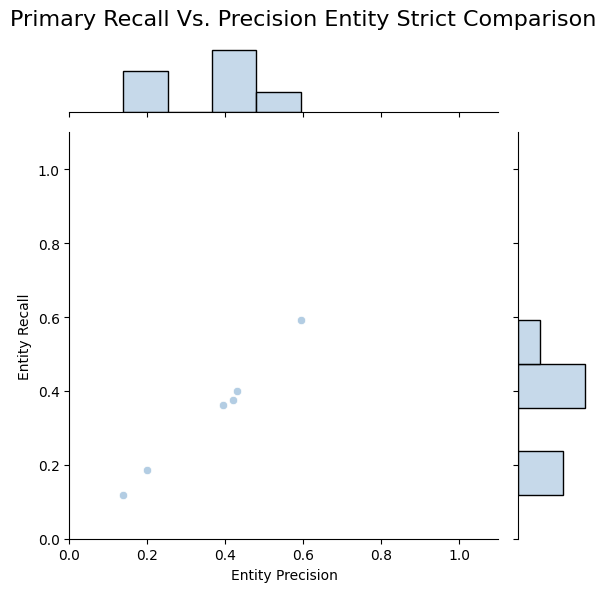 Primary Recall Vs. Precision Entity Strict Comparison
1.0
0.8
0.6
0.4
0.2
0.0
Entity Recall
0.0 0.2 0.4 0.6 0.8 1.0
Entity Precision